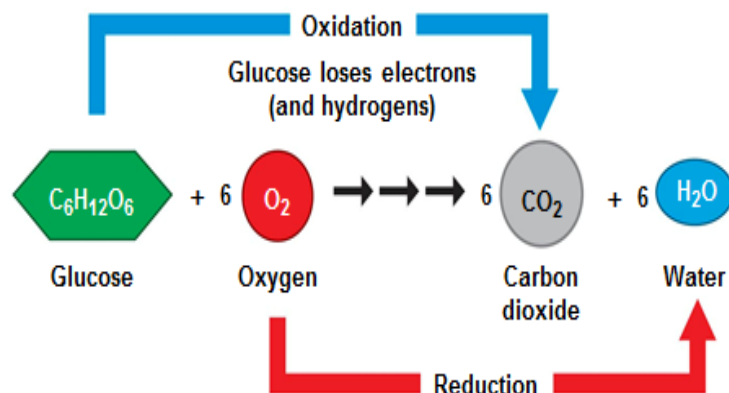 Oxidation
Glucose loses electrons
(and hydrogens)
C₆H₁₂O₆ + 6 O₂ 6 CO₂ + 6 H₂O
Glucose Oxygen Carbon dioxide Water
Reduction